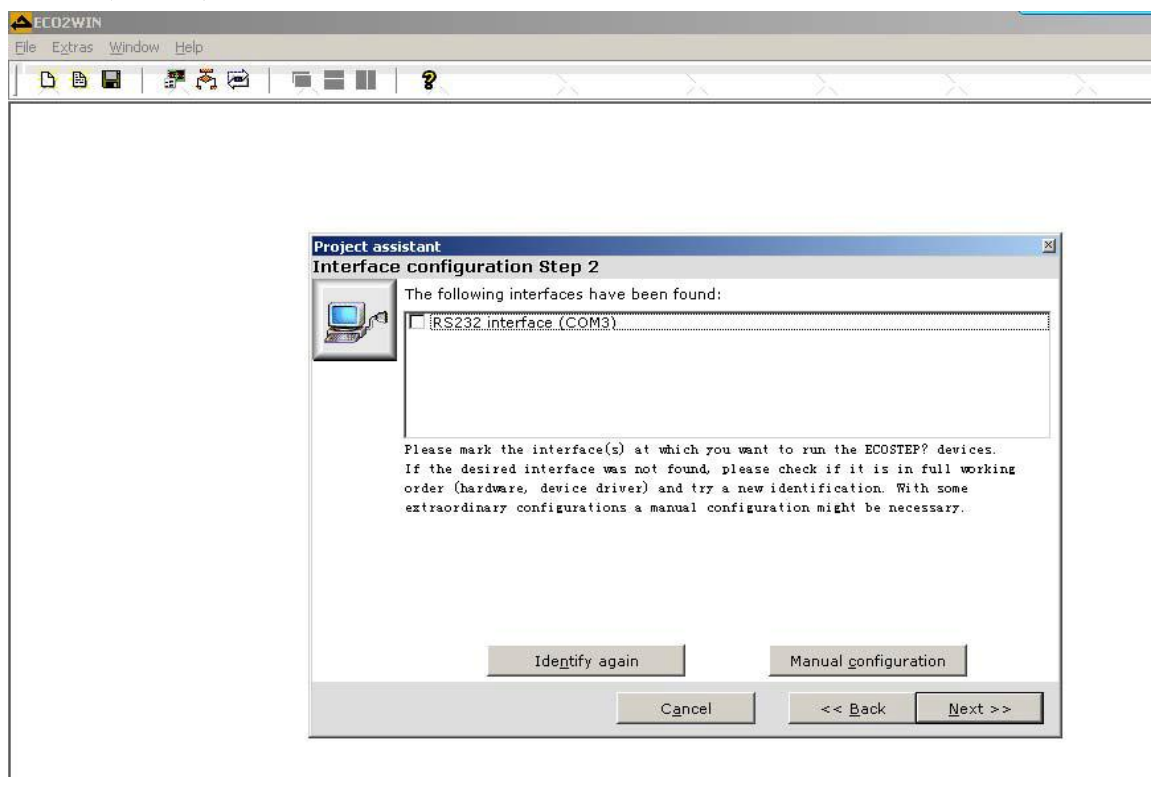 ECO2WIN
File Extras Window Help
Project assistant
Interface configuration Step 2
The following interfaces have been found:
RS232 interface (COM3)
Please mark the interface(s) at which you want to run the ECOSTEP? devices.
If the desired interface was not found, please check if it is in full working
order (hardware, device driver) and try a new identification. With some
extraordinary configurations a manual configuration might be necessary.
Identify again Manual configuration
Cancel << Back Next >>